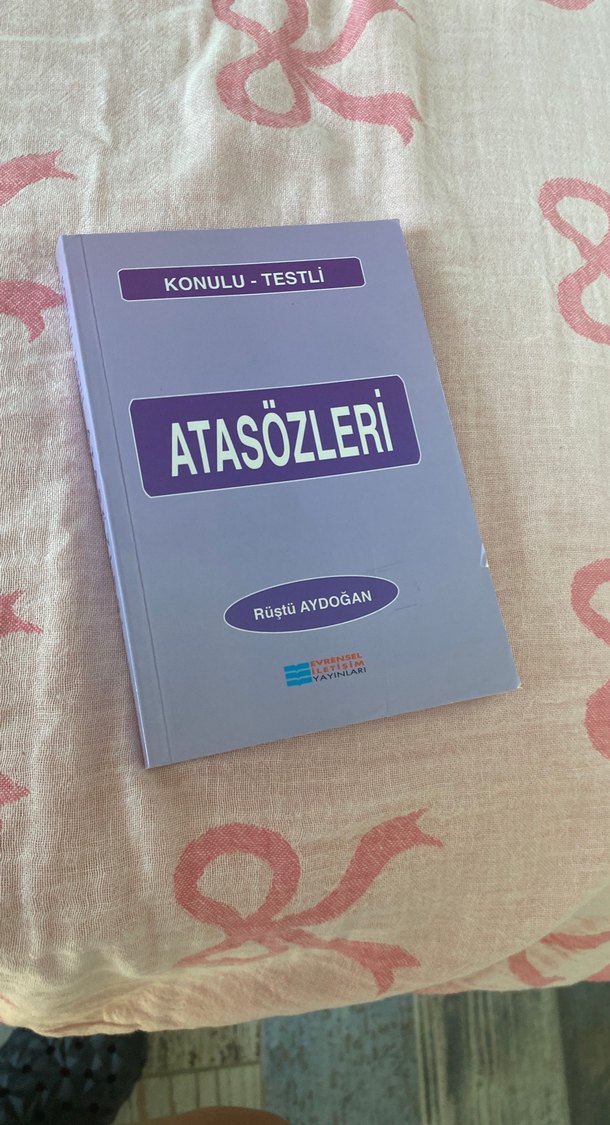 KONULU - TESTLİ
ATASÖZLERİ
Rüştü AYDOĞAN
EVRENSEL
İLETİŞİM
YAYINLARI